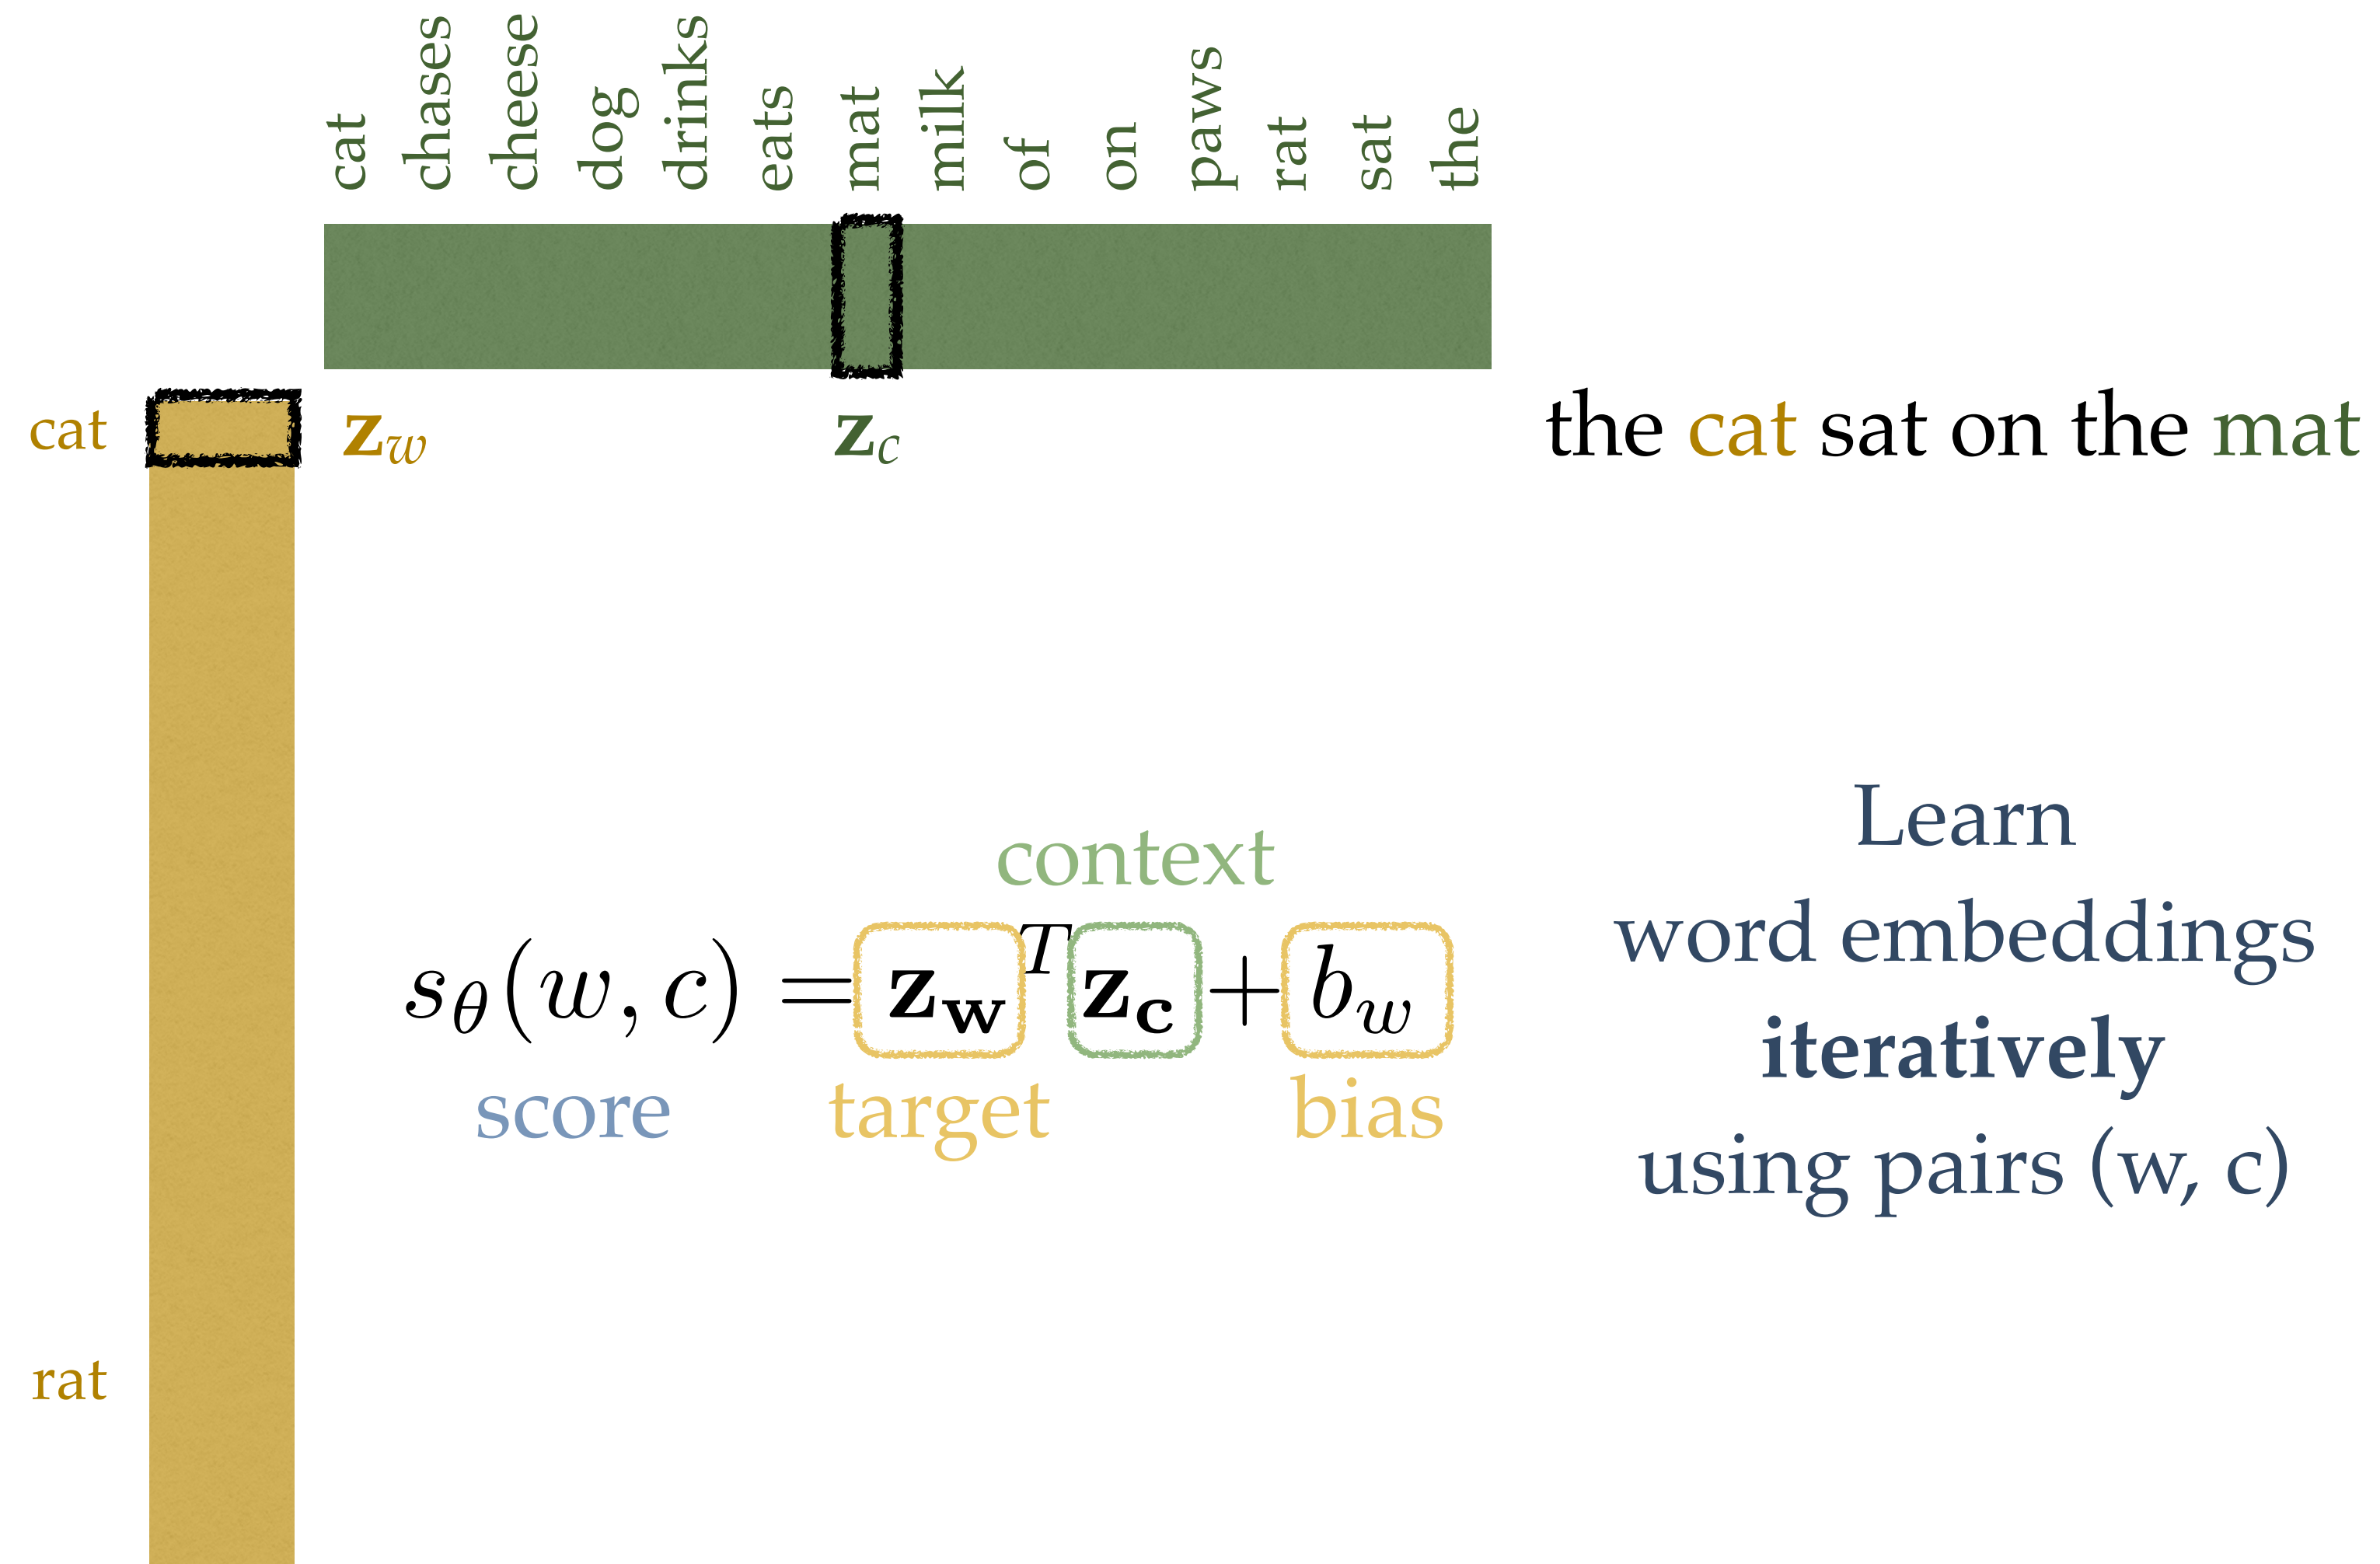 cat
chases
cheese
dog
drinks
eats
mat
milk
of
on
paws
rat
sat
the
cat
z_w
z_c
the cat sat on the mat
Learn
word embeddings
iteratively
using pairs (w, c)
context
s_θ(w, c) = z_w^T z_c + b_w
score
target
bias
rat